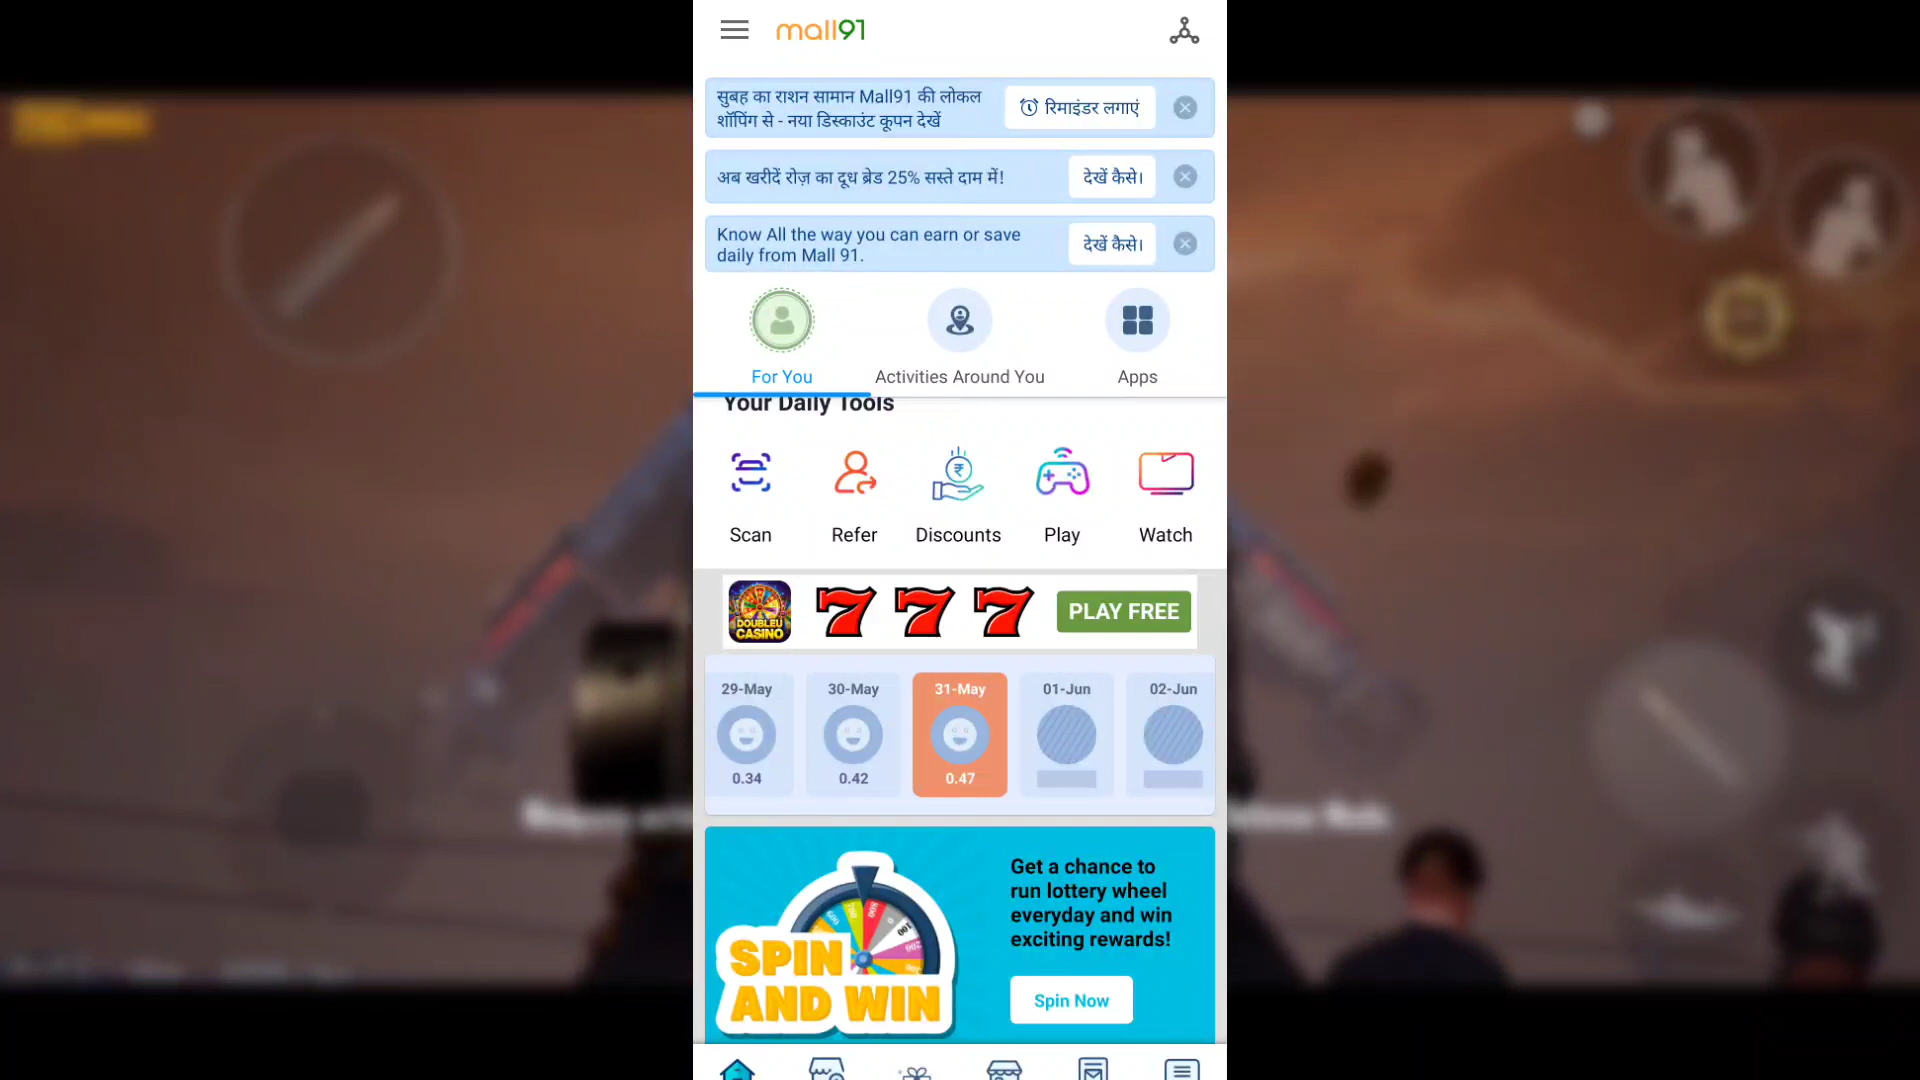 mall91
सुबह का राशन सामान Mall91 की लोकल
शॉपिंग से - नया डिस्काउंट कूपन देखें
रिमाइंडर लगाएं
अब खरीदें रोज़ का दूध ब्रेड 25% सस्ते दाम में!
देखें कैसे।
Know All the way you can earn or save
daily from Mall 91.
देखें कैसे।
For You
Activities Around You
Apps
Your Daily Tools
Scan
Refer
Discounts
Play
Watch
DOUBLEU
CASINO
7 7 7
PLAY FREE
29-May
30-May
31-May
01-Jun
02-Jun
0.34
0.42
0.47
Get a chance to
run lottery wheel
everyday and win
exciting rewards!
SPIN
AND WIN
Spin Now